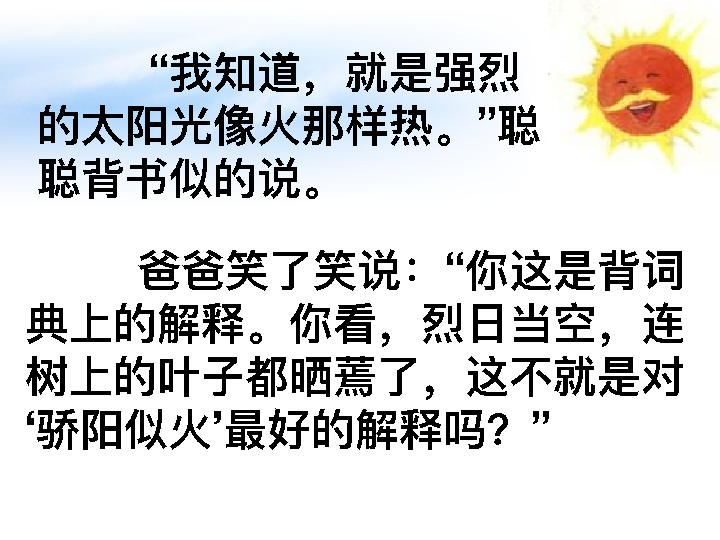 “我知道，就是强烈
的太阳光像火那样热。”聪
聪背书似的说。
爸爸笑了笑说：“你这是背词
典上的解释。你看，烈日当空，连
树上的叶子都晒蔫了，这不就是对
‘骄阳似火’最好的解释吗？”